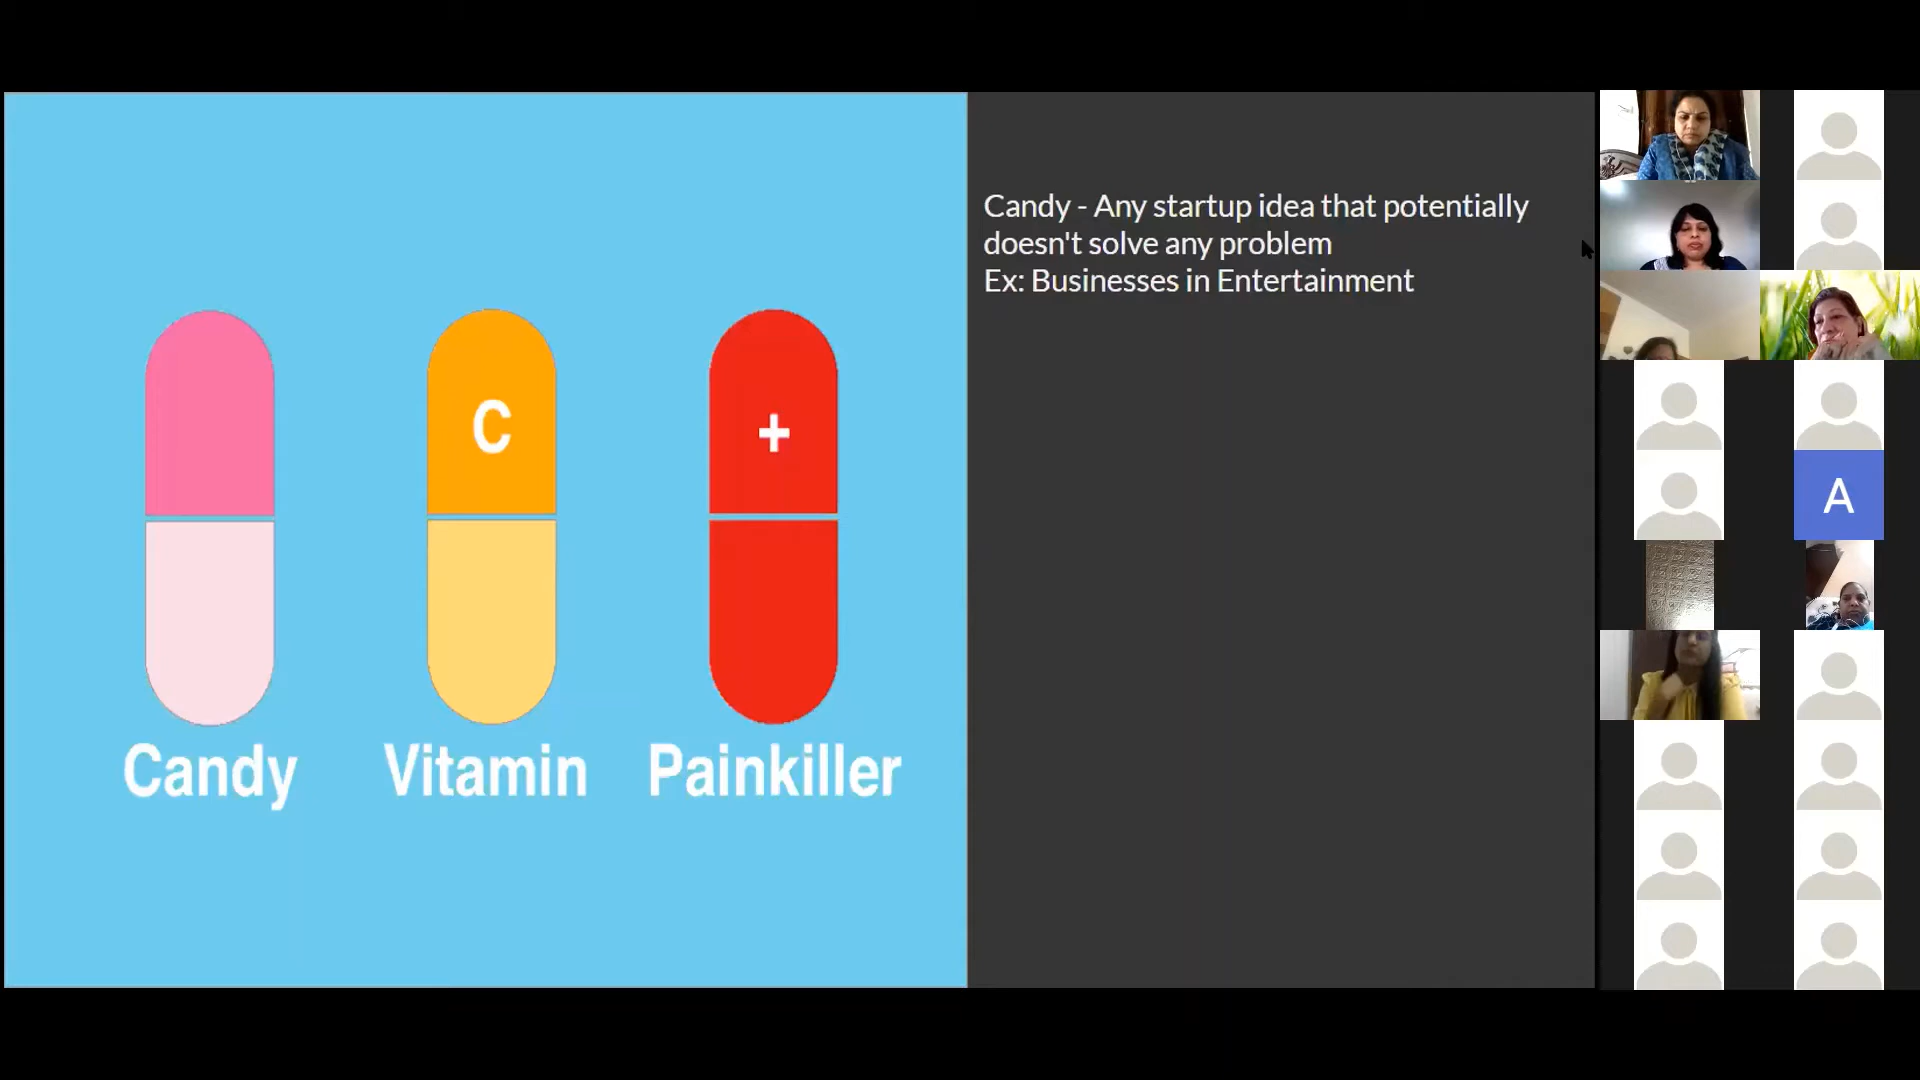 C
+
Candy
Vitamin
Painkiller
Candy - Any startup idea that potentially
doesn't solve any problem
Ex: Businesses in Entertainment
A